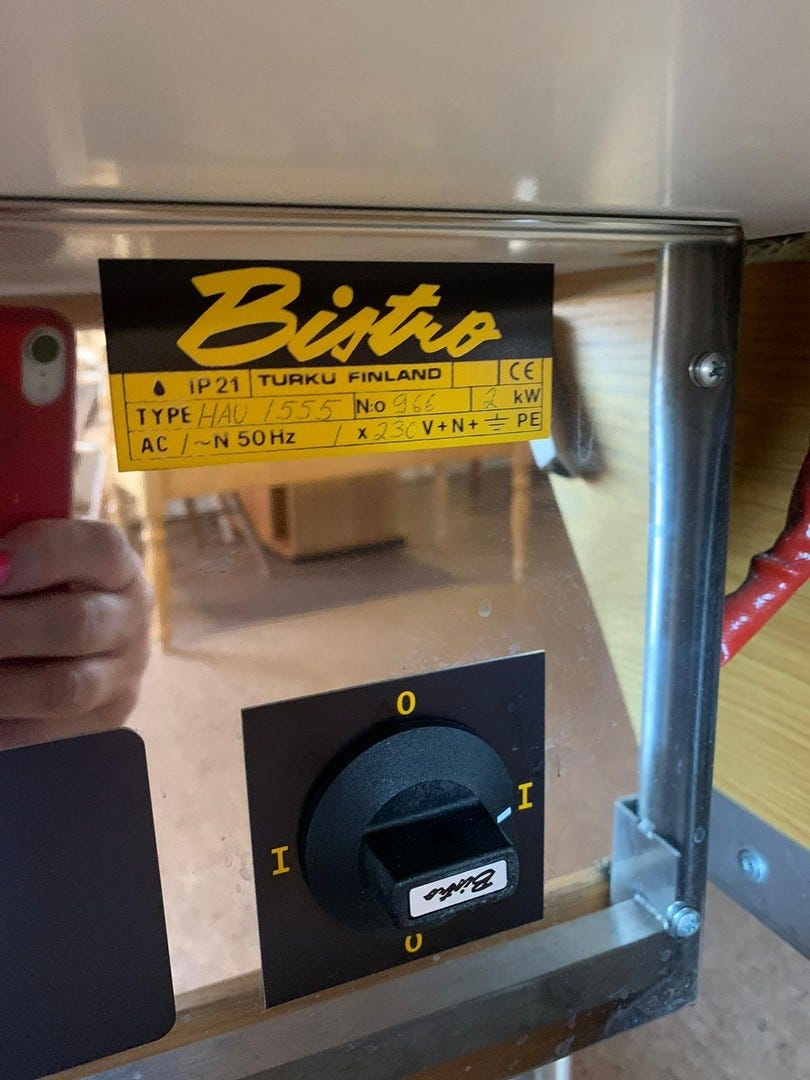 Bistro
IP21 TURKU FINLAND CE
TYPE HAU 1555 N:o 966 2 kW
AC 1~N 50Hz 1 x 230 V+N+ PE
O
I
I
Bistro
O